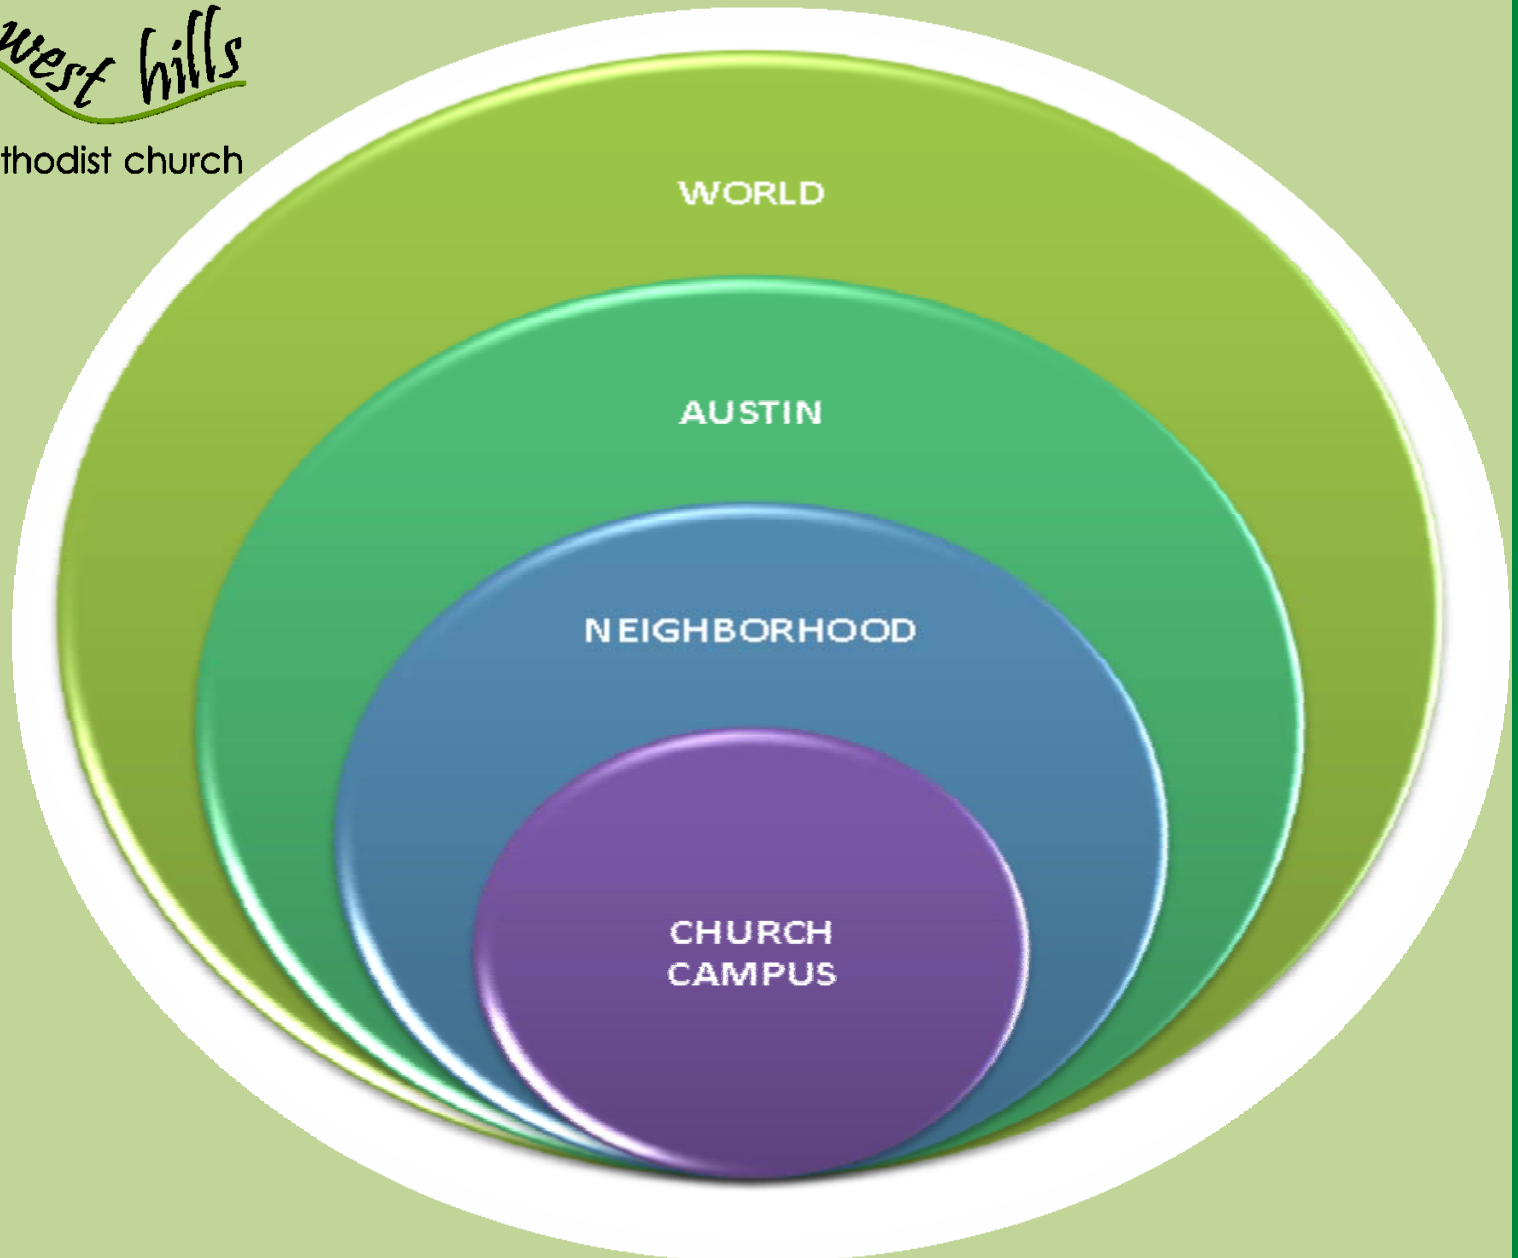 west hills
thodist church
WORLD
AUSTIN
NEIGHBORHOOD
CHURCH
CAMPUS